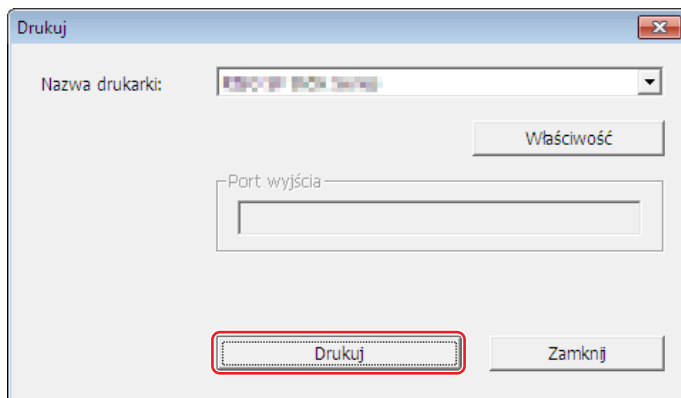 Drukuj
Nazwa drukarki:
Właściwość
Port wyjścia
Drukuj Zamknij